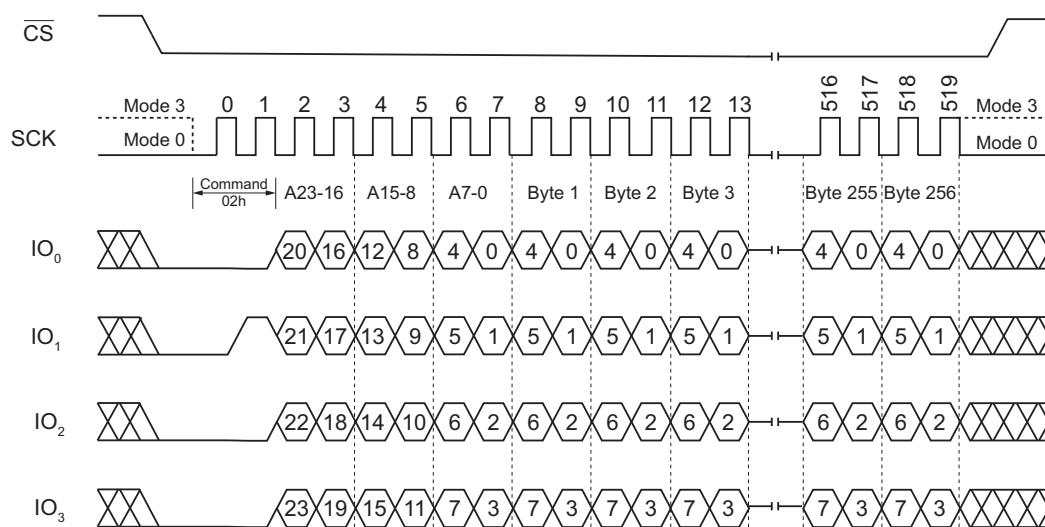 CS
516 517 518 519
0 1 2 3 4 5 6 7 8 9 10 11 12 13
Mode 3 Mode 3
SCK
Mode 0 Mode 0
Command
02h
A23-16 A15-8 A7-0 Byte 1 Byte 2 Byte 3 Byte 255 Byte 256
IO0 20 16 12 8 4 0 4 0 4 0 4 0 4 0 4 0
IO1 21 17 13 9 5 1 5 1 5 1 5 1 5 1 5 1
IO2 22 18 14 10 6 2 6 2 6 2 6 2 6 2 6 2
IO3 23 19 15 11 7 3 7 3 7 3 7 3 7 3 7 3